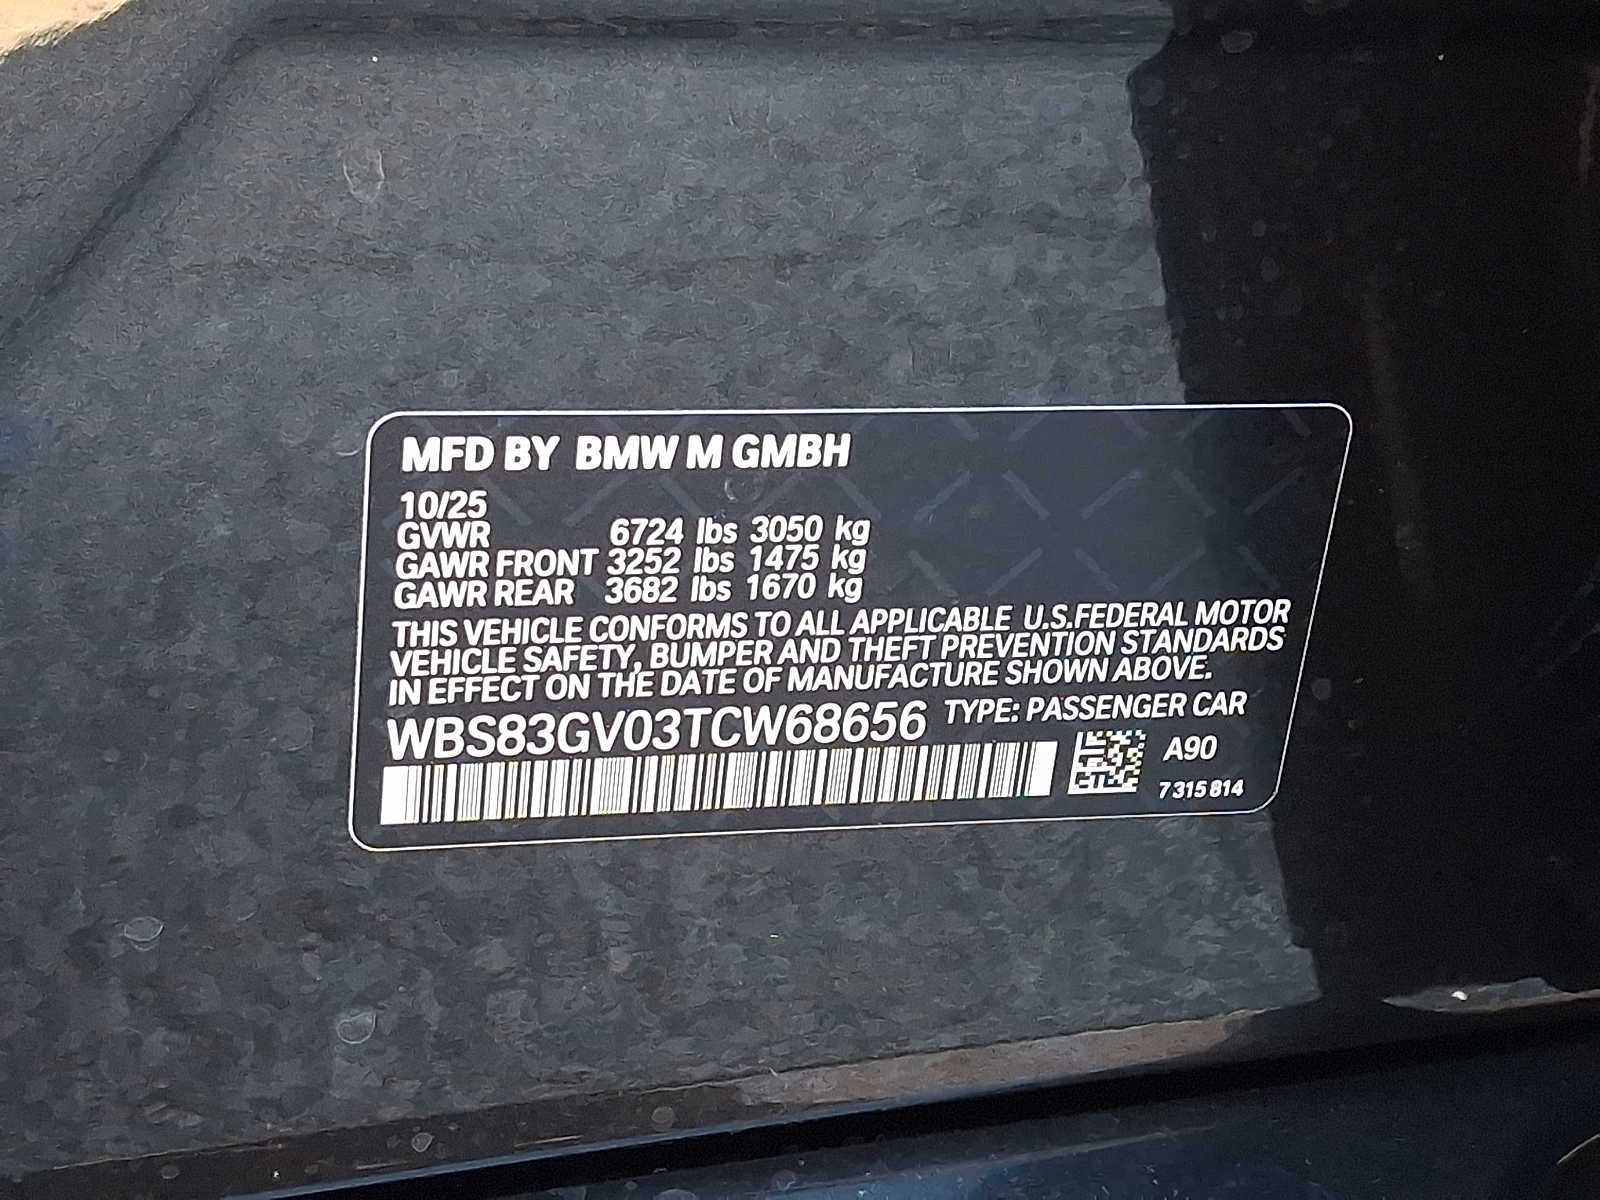 MFD BY BMW M GMBH
10/25
GVWR 6724 lbs 3050 kg
GAWR FRONT 3252 lbs 1475 kg
GAWR REAR 3682 lbs 1670 kg
THIS VEHICLE CONFORMS TO ALL APPLICABLE U.S.FEDERAL MOTOR
VEHICLE SAFETY, BUMPER AND THEFT PREVENTION STANDARDS
IN EFFECT ON THE DATE OF MANUFACTURE SHOWN ABOVE.
WBS83GV03TCW68656 TYPE: PASSENGER CAR
A90
7 315 814